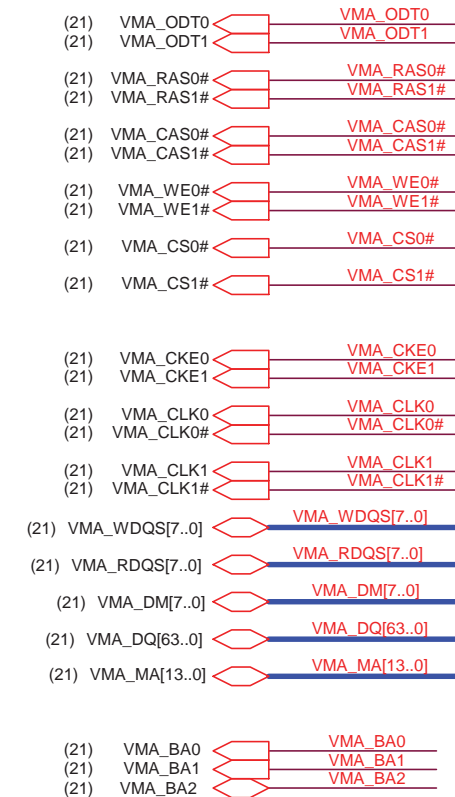 (21) VMA_ODT0 VMA_ODT0
(21) VMA_ODT1 VMA_ODT1
(21) VMA_RAS0# VMA_RAS0#
(21) VMA_RAS1# VMA_RAS1#
(21) VMA_CAS0# VMA_CAS0#
(21) VMA_CAS1# VMA_CAS1#
(21) VMA_WE0# VMA_WE0#
(21) VMA_WE1# VMA_WE1#
(21) VMA_CS0# VMA_CS0#
(21) VMA_CS1# VMA_CS1#
(21) VMA_CKE0 VMA_CKE0
(21) VMA_CKE1 VMA_CKE1
(21) VMA_CLK0 VMA_CLK0
(21) VMA_CLK0# VMA_CLK0#
(21) VMA_CLK1 VMA_CLK1
(21) VMA_CLK1# VMA_CLK1#
(21) VMA_WDQS[7..0] VMA_WDQS[7..0]
(21) VMA_RDQS[7..0] VMA_RDQS[7..0]
(21) VMA_DM[7..0] VMA_DM[7..0]
(21) VMA_DQ[63..0] VMA_DQ[63..0]
(21) VMA_MA[13..0] VMA_MA[13..0]
(21) VMA_BA0 VMA_BA0
(21) VMA_BA1 VMA_BA1
(21) VMA_BA2 VMA_BA2